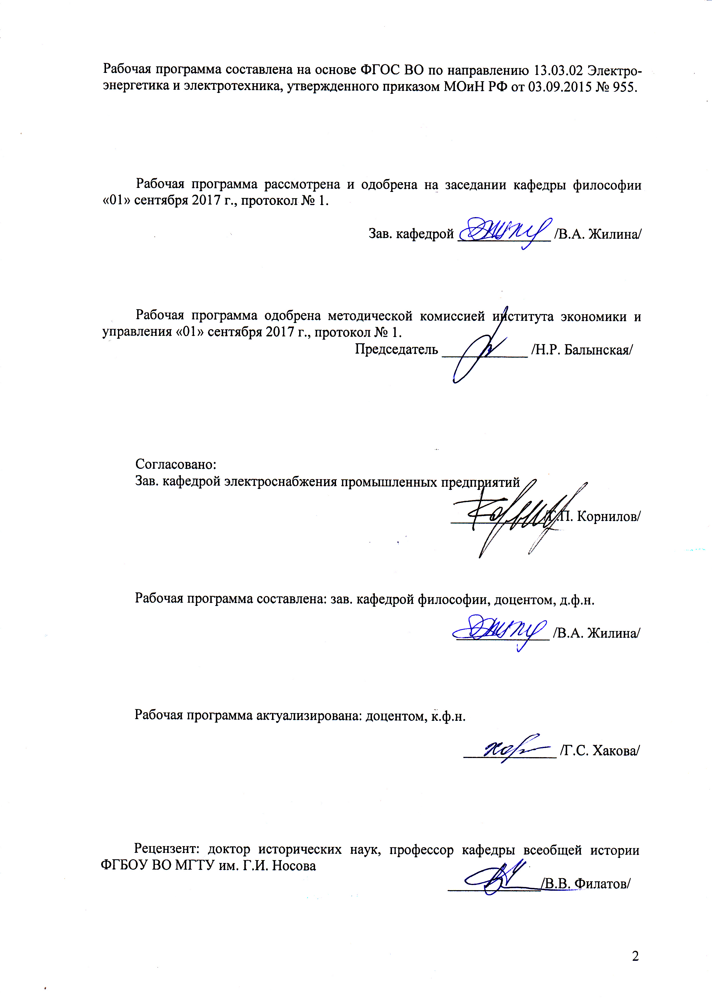 Рабочая программа составлена на основе ФГОС ВО по направлению 13.03.02 Электро-
энергетика и электротехника, утвержденного приказом МОиН РФ от 03.09.2015 № 955.
Рабочая программа рассмотрена и одобрена на заседании кафедры философии
«01» сентября 2017 г., протокол № 1.
Зав. кафедрой /В.А. Жилина/
Рабочая программа одобрена методической комиссией института экономики и
управления «01» сентября 2017 г., протокол № 1.
Председатель /Н.Р. Балынская/
Согласовано:
Зав. кафедрой электроснабжения промышленных предприятий
/Г.П. Корнилов/
Рабочая программа составлена: зав. кафедрой философии, доцентом, д.ф.н.
/В.А. Жилина/
Рабочая программа актуализирована: доцентом, к.ф.н.
/Г.С. Хакова/
Рецензент: доктор исторических наук, профессор кафедры всеобщей истории
ФГБОУ ВО МГТУ им. Г.И. Носова
/В.В. Филатов/
2